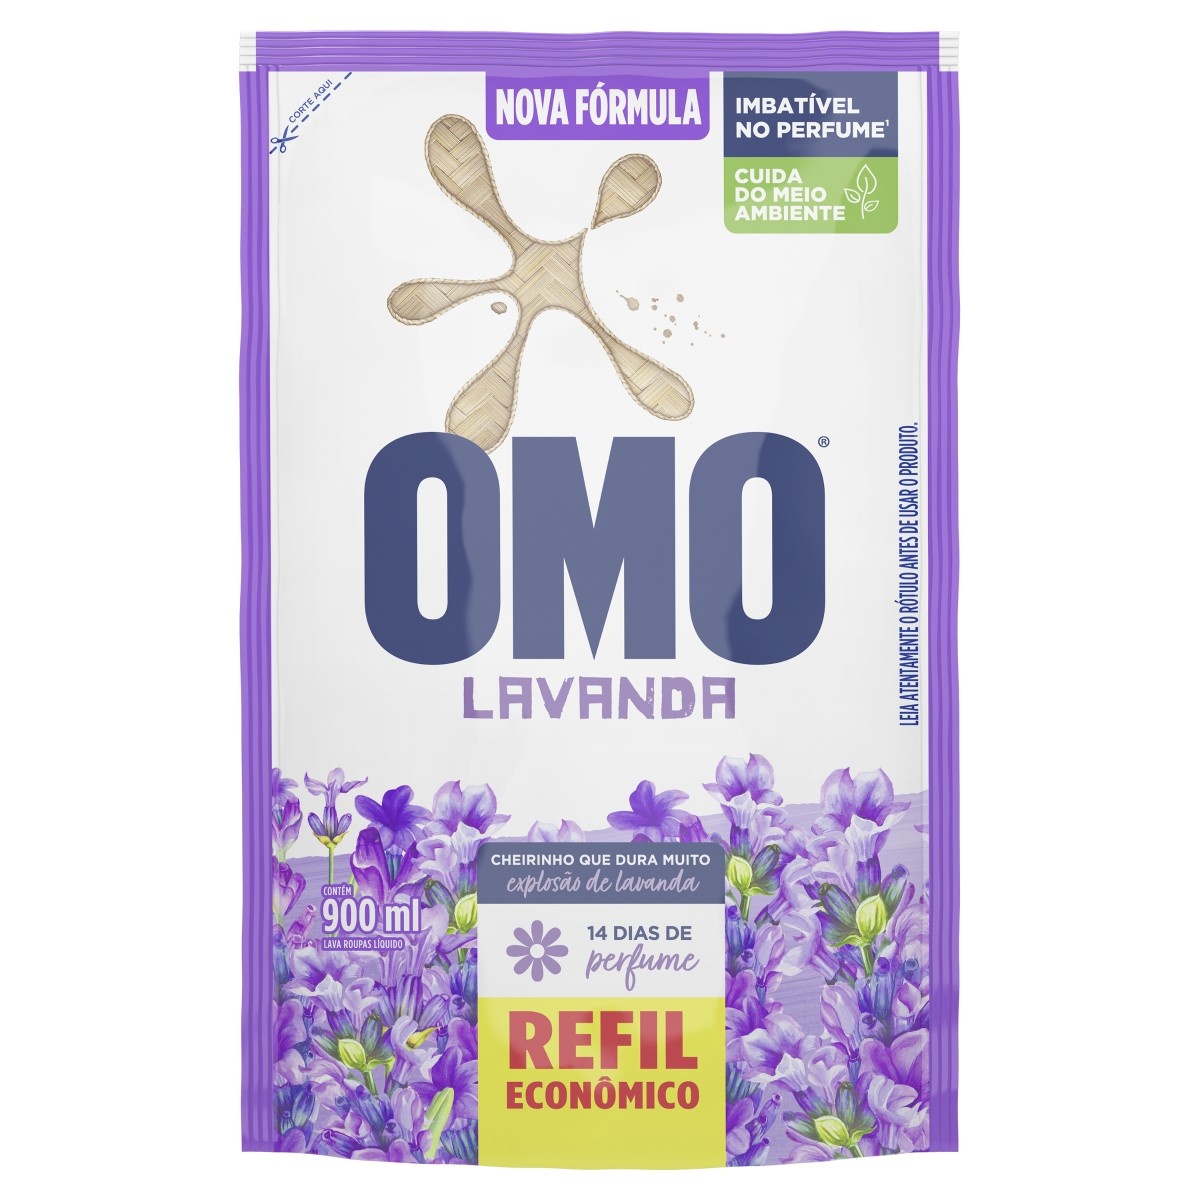 CORTE AQUI
NOVA FÓRMULA
IMBATÍVEL
NO PERFUME¹
CUIDA
DO MEIO
AMBIENTE
OMO®
LAVANDA
LEIA ATENTAMENTE O RÓTULO ANTES DE USAR O PRODUTO.
CHEIRINHO QUE DURA MUITO
explosão de lavanda
CONTÉM
900 ml
LAVA ROUPAS LÍQUIDO
14 DIAS DE
perfume
REFIL
ECONÔMICO